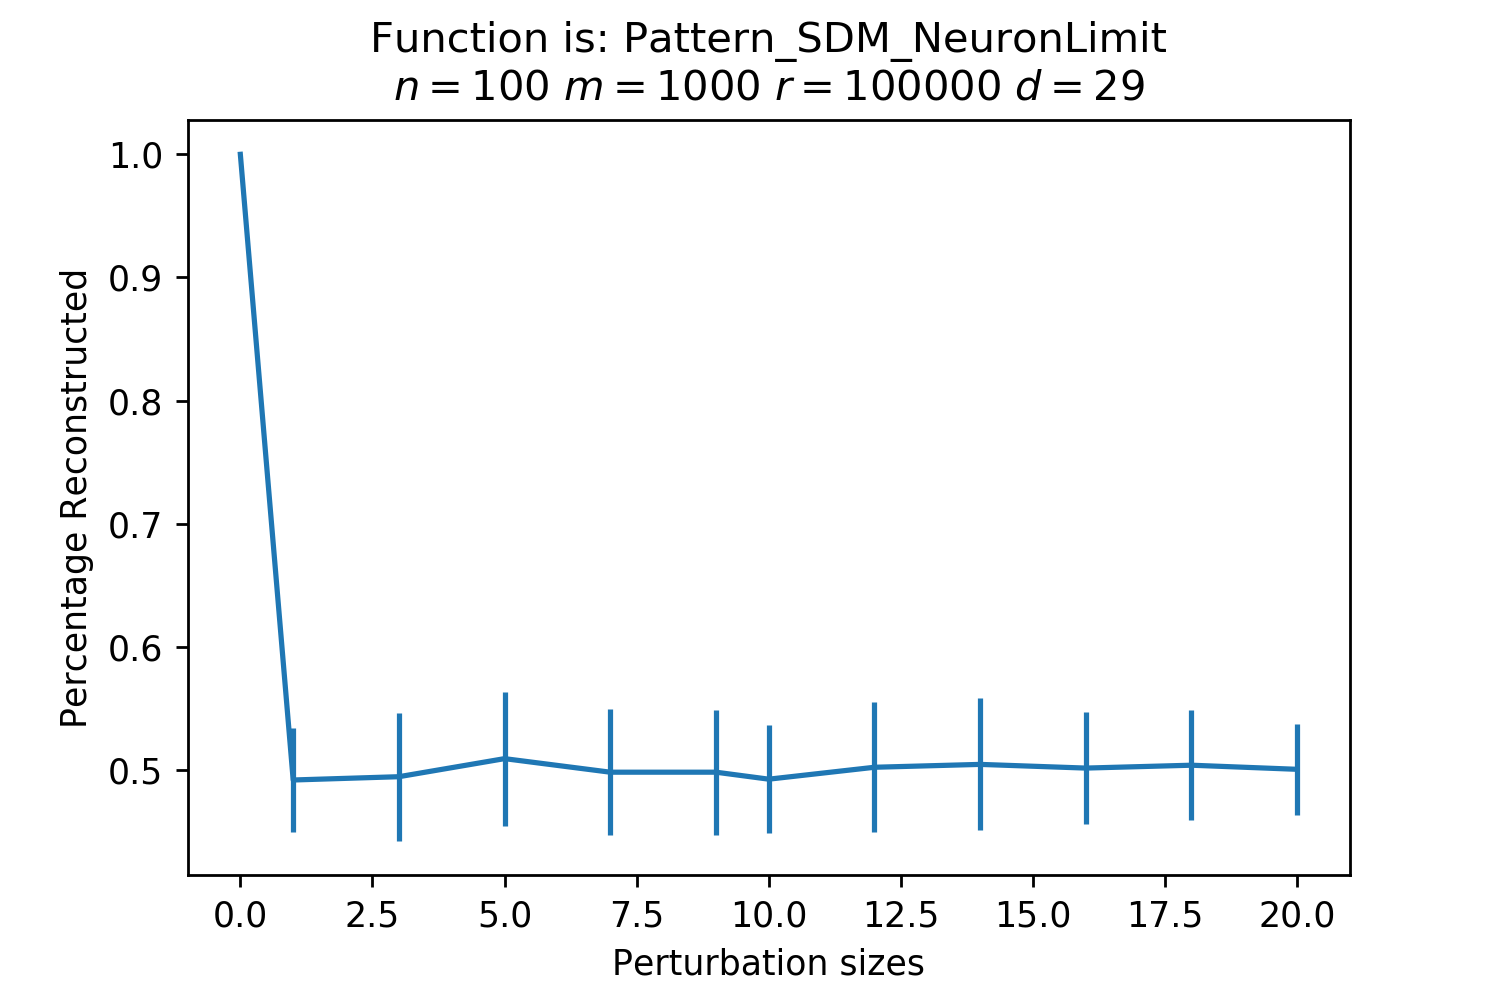 Function is: Pattern_SDM_NeuronLimit
n = 100 m = 1000 r = 100000 d = 29
Percentage Reconstructed
1.0
0.9
0.8
0.7
0.6
0.5
0.0 2.5 5.0 7.5 10.0 12.5 15.0 17.5 20.0
Perturbation sizes